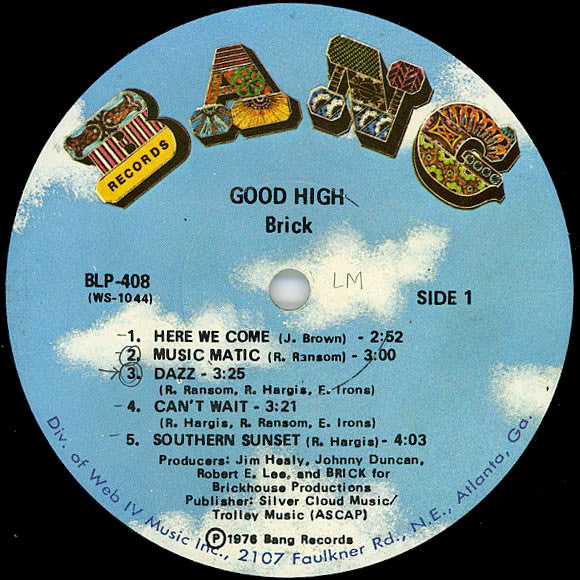 BANG
RECORDS
GOOD HIGH
Brick
BLP-408
(WS-1044)
LM
SIDE 1
1. HERE WE COME (J. Brown) - 2:52
2. MUSIC MATIC (R. Ransom) - 3:00
3. DAZZ - 3:25
(R. Ransom, R. Hargis, E. Irons)
4. CAN'T WAIT - 3:21
(R. Hargis, R. Ransom, E. Irons)
5. SOUTHERN SUNSET (R. Hargis) - 4:03
Producers: Jim Healy, Johnny Duncan,
Robert E. Lee, and BRICK for
Brickhouse Productions
Publisher: Silver Cloud Music/
Trolley Music (ASCAP)
Ⓟ1976 Bang Records
Div. of Web IV Music Inc., 2107 Faulkner Rd., N.E., Atlanta, Ga.